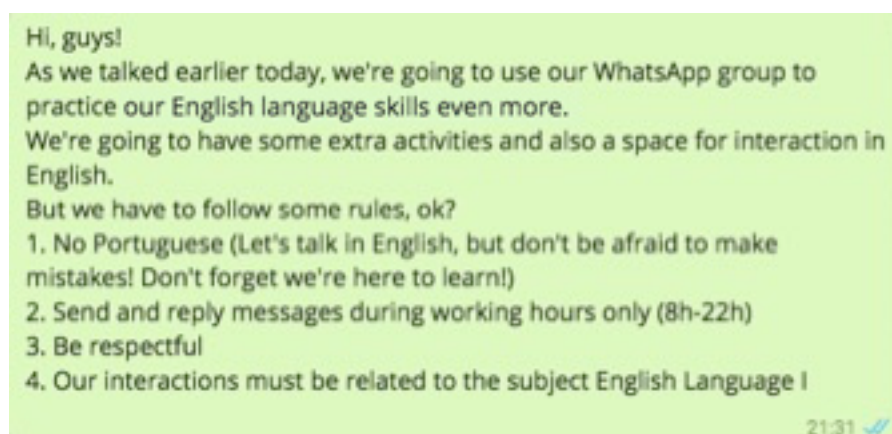 Hi, guys!
As we talked earlier today, we're going to use our WhatsApp group to
practice our English language skills even more.
We're going to have some extra activities and also a space for interaction in
English.
But we have to follow some rules, ok?
1. No Portuguese (Let's talk in English, but don't be afraid to make
mistakes! Don't forget we're here to learn!)
2. Send and reply messages during working hours only (8h-22h)
3. Be respectful
4. Our interactions must be related to the subject English Language I
21:31